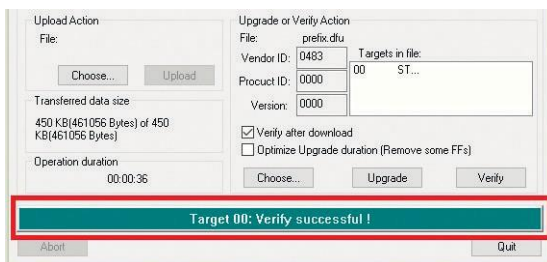 Upload Action
File:
Choose...
Upload
Transferred data size
450 KB(461056 Bytes) of 450
KB(461056 Bytes)
Operation duration
00:00:36
Upgrade or Verify Action
File: prefix.dfu
Vendor ID: 0483
Procuct ID: 0000
Version: 0000
Targets in file:
00 ST...
Verify after download
Optimize Upgrade duration (Remove some FFs)
Choose...
Upgrade
Verify
Target 00: Verify successful !
Abort
Quit